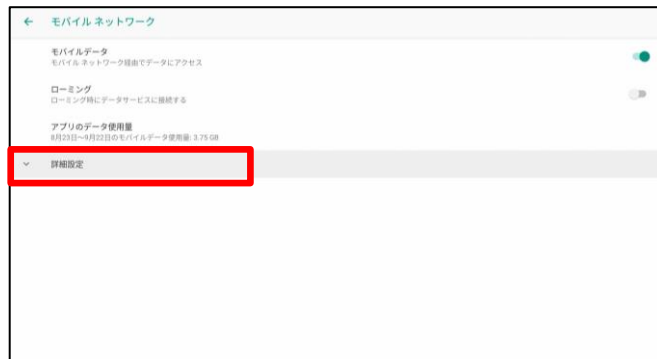 モバイル ネットワーク
モバイルデータ
モバイル ネットワーク経由でデータにアクセス
ローミング
ローミング時にデータサービスに接続する
アプリのデータ使用量
8月23日～9月22日のモバイルデータ使用量: 3.75 GB
詳細設定